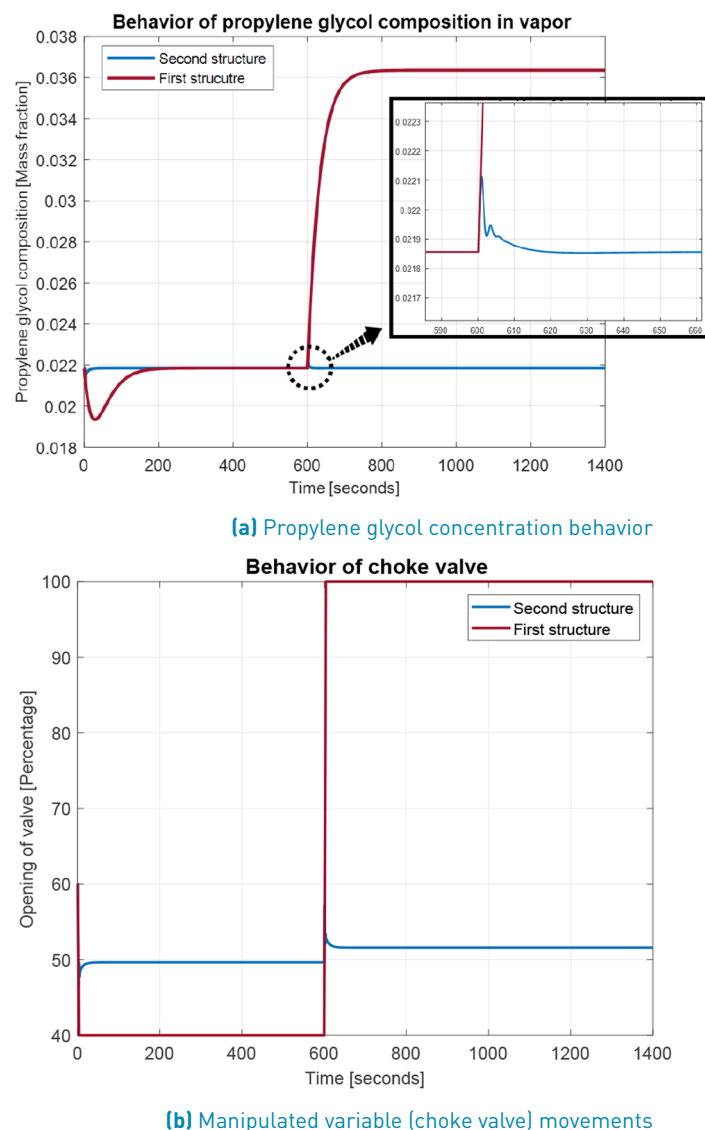 Behavior of propylene glycol composition in vapor
Propylene glycol composition [Mass fraction]
0.038
0.036
0.034
0.032
0.03
0.028
0.026
0.024
0.022
0.02
0.018
Second structure
First strucutre
0.0223
0.0222
0.0221
0.022
0.0219
0.0218
0.0217
590 600 610 620 630 640 650 660
0 200 400 600 800 1000 1200 1400
Time [seconds]
(a) Propylene glycol concentration behavior
Behavior of choke valve
Opening of valve [Percentage]
100
90
80
70
60
50
40
Second structure
First structure
0 200 400 600 800 1000 1200 1400
Time [seconds]
(b) Manipulated variable (choke valve) movements